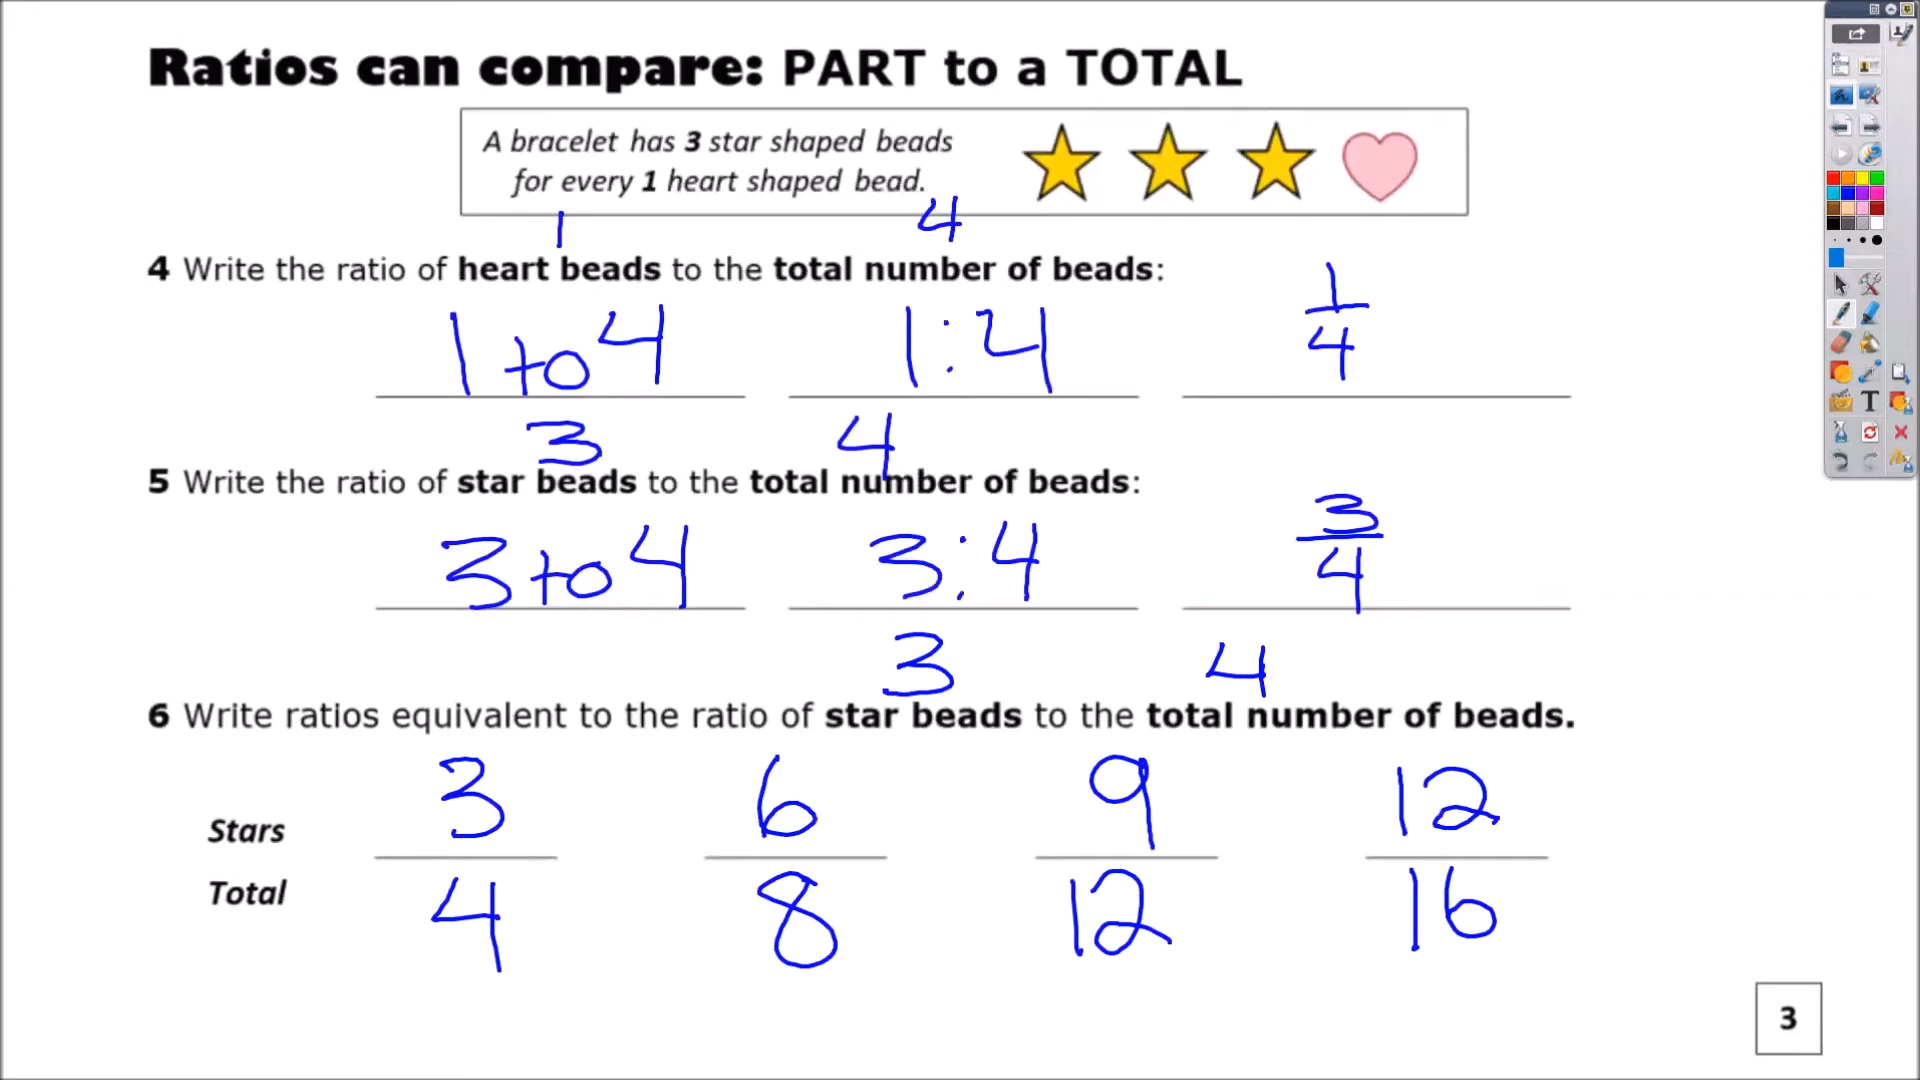 Ratios can compare: PART to a TOTAL
A bracelet has 3 star shaped beads
for every 1 heart shaped bead.
1 4
4 Write the ratio of heart beads to the total number of beads:
1 to 4 1:4 1/4
3 4
5 Write the ratio of star beads to the total number of beads:
3 to 4 3:4 3/4
3 4
6 Write ratios equivalent to the ratio of star beads to the total number of beads.
Stars 3 6 9 12
Total 4 8 12 16
3